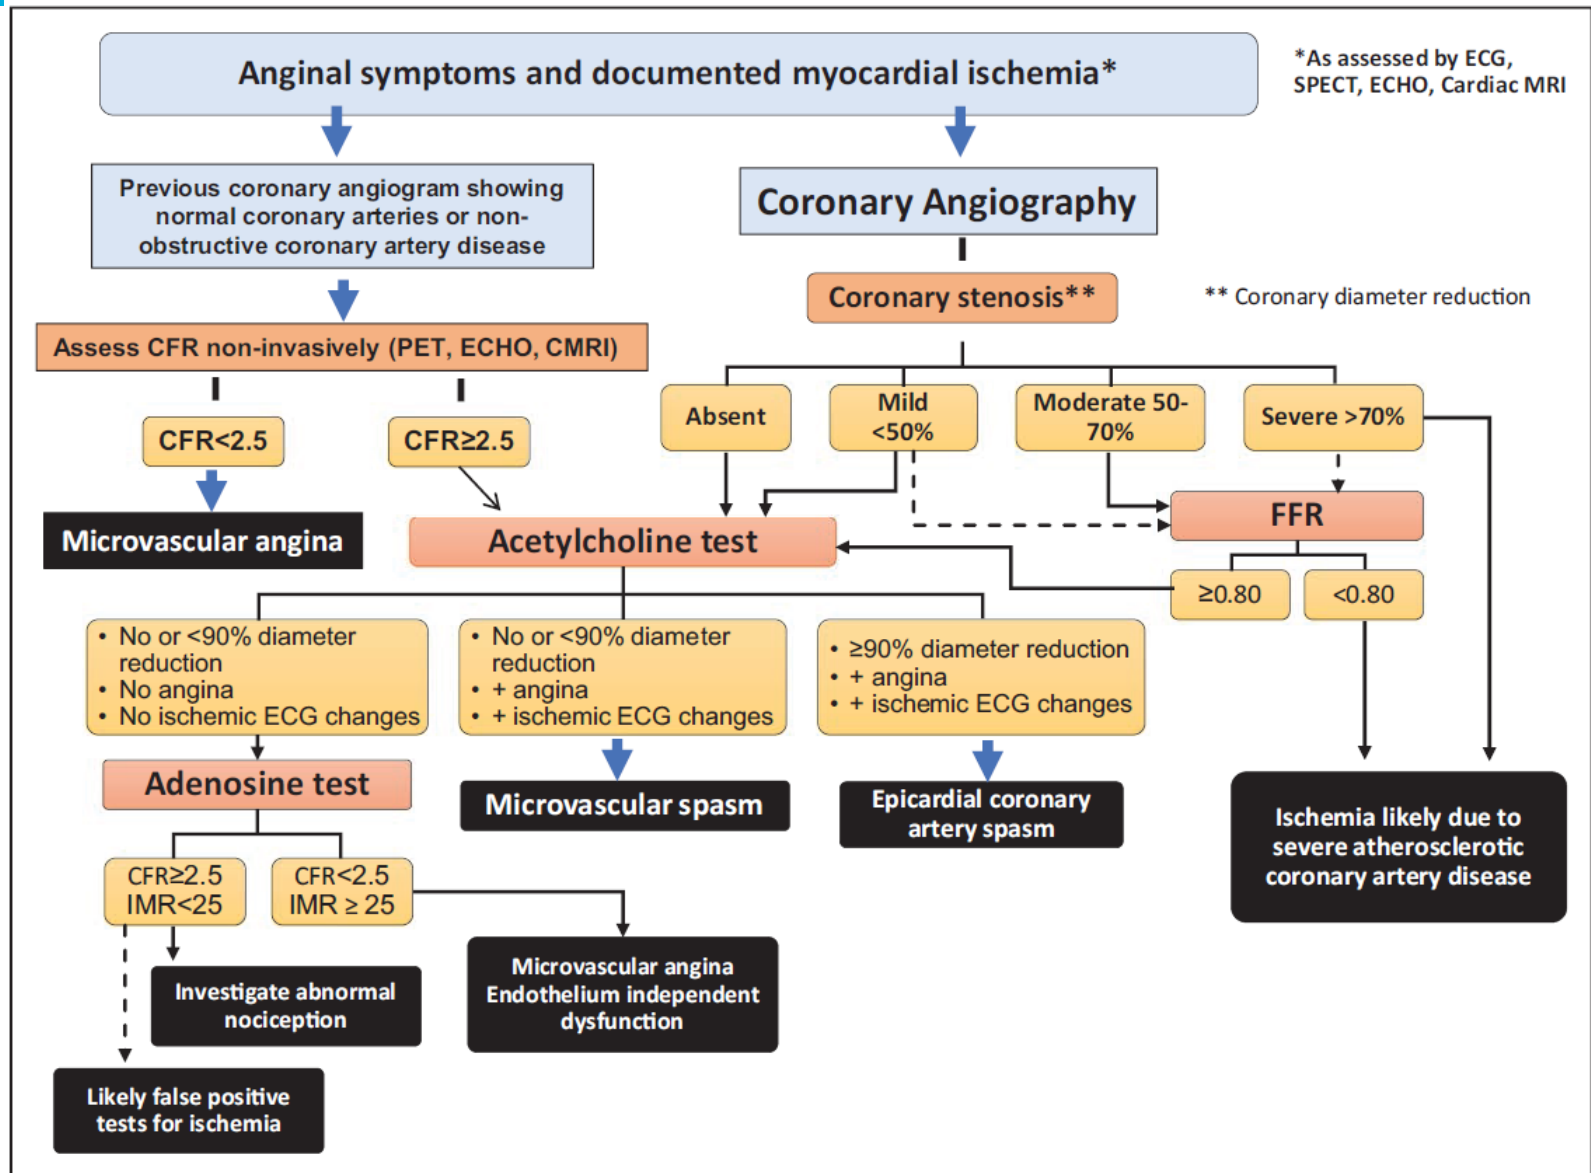 Anginal symptoms and documented myocardial ischemia*
*As assessed by ECG,
SPECT, ECHO, Cardiac MRI
Previous coronary angiogram showing
normal coronary arteries or non-
obstructive coronary artery disease
Coronary Angiography
Coronary stenosis**
** Coronary diameter reduction
Assess CFR non-invasively (PET, ECHO, CMRI)
CFR<2.5
CFR≥2.5
Absent
Mild
<50%
Moderate 50-
70%
Severe >70%
Microvascular angina
Acetylcholine test
FFR
≥0.80
<0.80
• No or <90% diameter
reduction
• No angina
• No ischemic ECG changes
• No or <90% diameter
reduction
• + angina
• + ischemic ECG changes
• ≥90% diameter reduction
• + angina
• + ischemic ECG changes
Adenosine test
Microvascular spasm
Epicardial coronary
artery spasm
Ischemia likely due to
severe atherosclerotic
coronary artery disease
CFR≥2.5
IMR<25
CFR<2.5
IMR ≥ 25
Investigate abnormal
nociception
Microvascular angina
Endothelium independent
dysfunction
Likely false positive
tests for ischemia